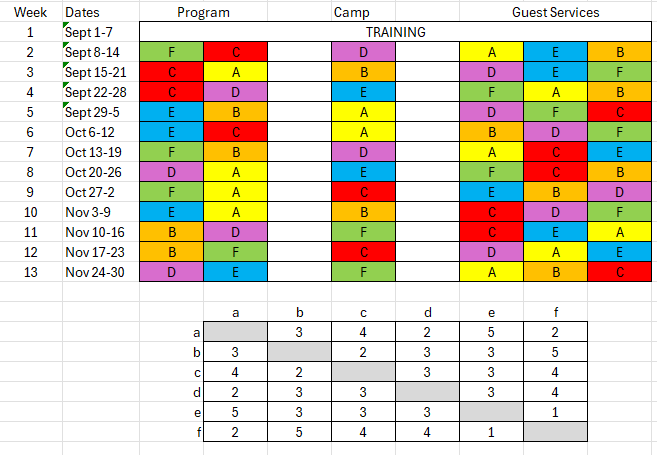 Week Dates Program Camp Guest Services
1 Sept 1-7 TRAINING
2 Sept 8-14 F C D A E B
3 Sept 15-21 C A B D E F
4 Sept 22-28 C D E F A B
5 Sept 29-5 E B A D F C
6 Oct 6-12 E C A B D F
7 Oct 13-19 F B D A C E
8 Oct 20-26 D A E F C B
9 Oct 27-2 F A C E B D
10 Nov 3-9 E A B C D F
11 Nov 10-16 B D F C E A
12 Nov 17-23 B F C D A E
13 Nov 24-30 D E F A B C
a b c d e f
a 3 4 2 5 2
b 3 2 3 3 5
c 4 2 3 3 4
d 2 3 3 3 4
e 5 3 3 3 1
f 2 5 4 4 1